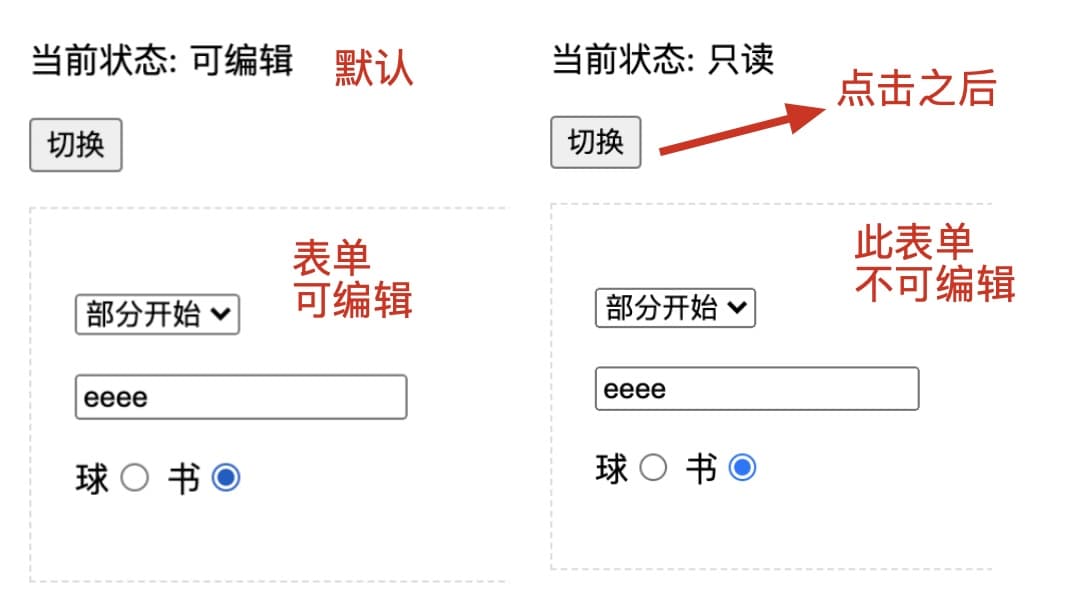 当前状态: 可编辑
默认
切换
表单
可编辑
部分开始
eeee
球 书
当前状态: 只读
点击之后
切换
此表单
不可编辑
部分开始
eeee
球 书